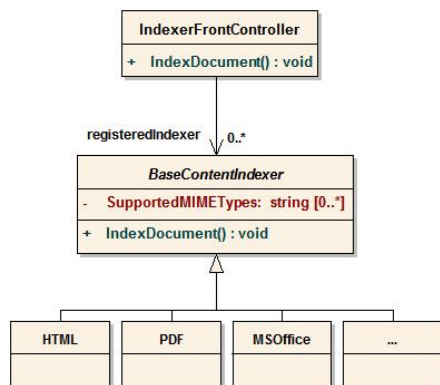 IndexerFrontController
+ IndexDocument() : void
registeredIndexer 0..*
BaseContentIndexer
- SupportedMIMETypes: string [0..*]
+ IndexDocument() : void
HTML PDF MSOffice ...